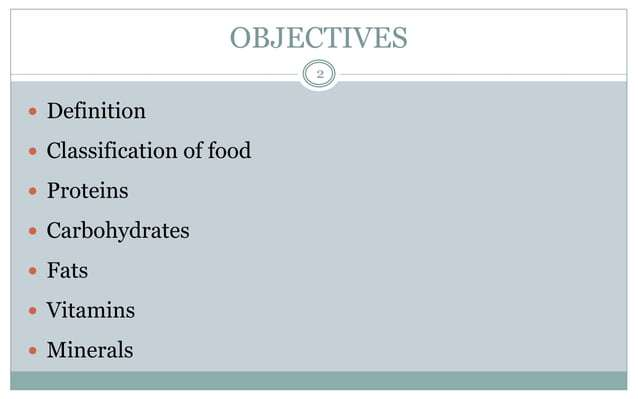 OBJECTIVES
2
Definition
Classification of food
Proteins
Carbohydrates
Fats
Vitamins
Minerals